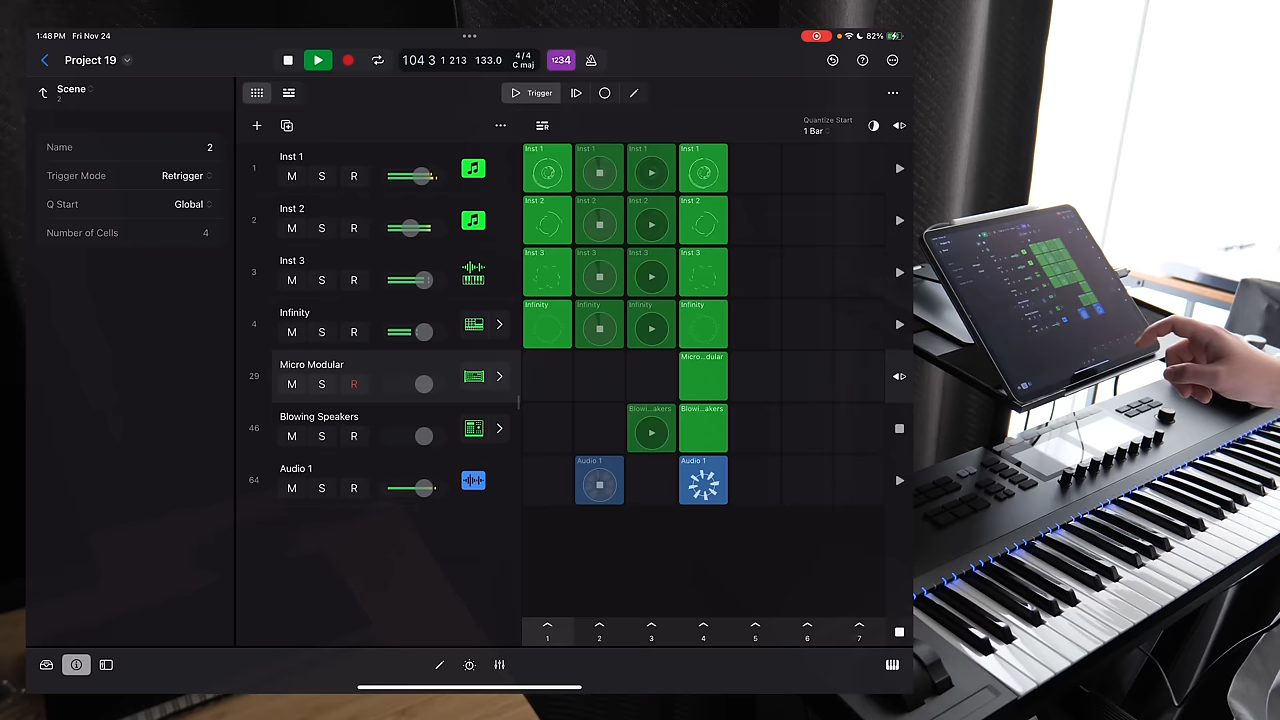 1:48 PM Fri Nov 24
82%
Project 19
104 3 1 213 133.0 4/4 C maj
1234
Scene
2
Trigger
Quantize Start
1 Bar
Name 2
Trigger Mode Retrigger
Q Start Global
Number of Cells 4
1 Inst 1 M S R
Inst 1 Inst 1 Inst 1 Inst 1
2 Inst 2 M S R
Inst 2 Inst 2 Inst 2 Inst 2
3 Inst 3 M S R
Inst 3 Inst 3 Inst 3 Inst 3
4 Infinity M S R
Infinity Infinity Infinity Infinity
29 Micro Modular M S R
Micro...dular
46 Blowing Speakers M S R
Blowi...akers Blowi...akers
64 Audio 1 M S R
Audio 1 Audio 1
1 2 3 4 5 6 7